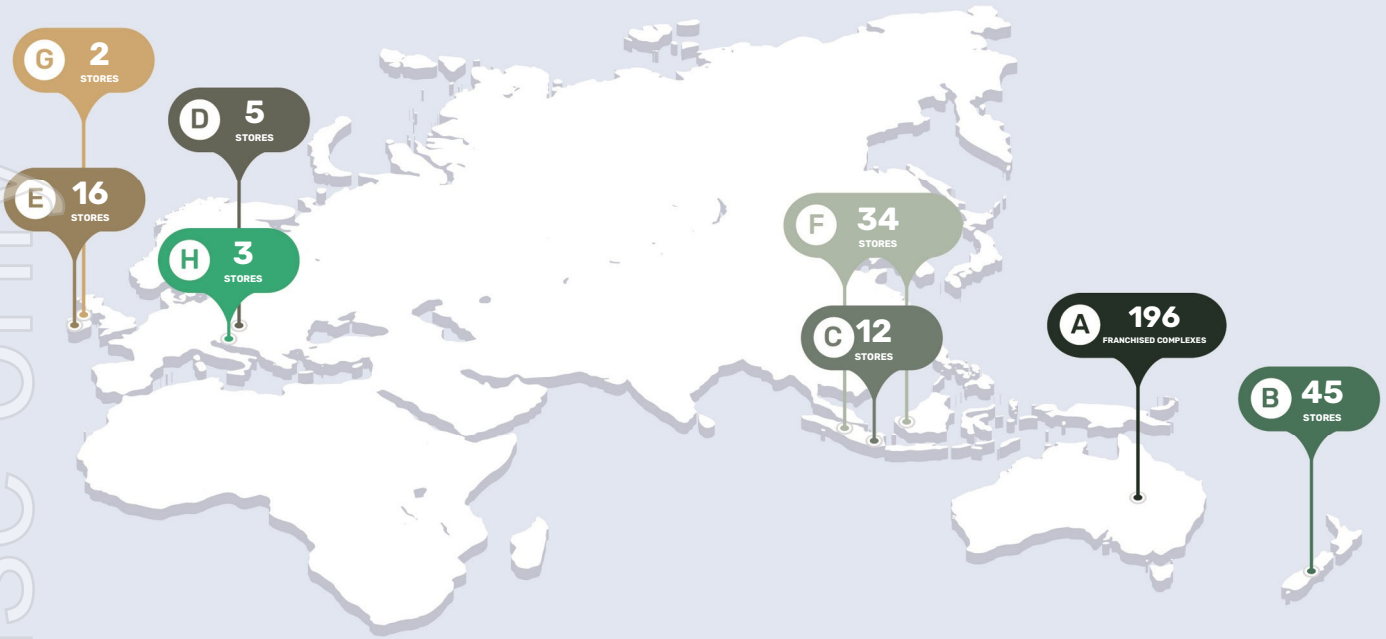 G 2
STORES
D 5
STORES
E 16
STORES
F 34
STORES
H 3
STORES
C 12
STORES
A 196
FRANCHISED COMPLEXES
B 45
STORES